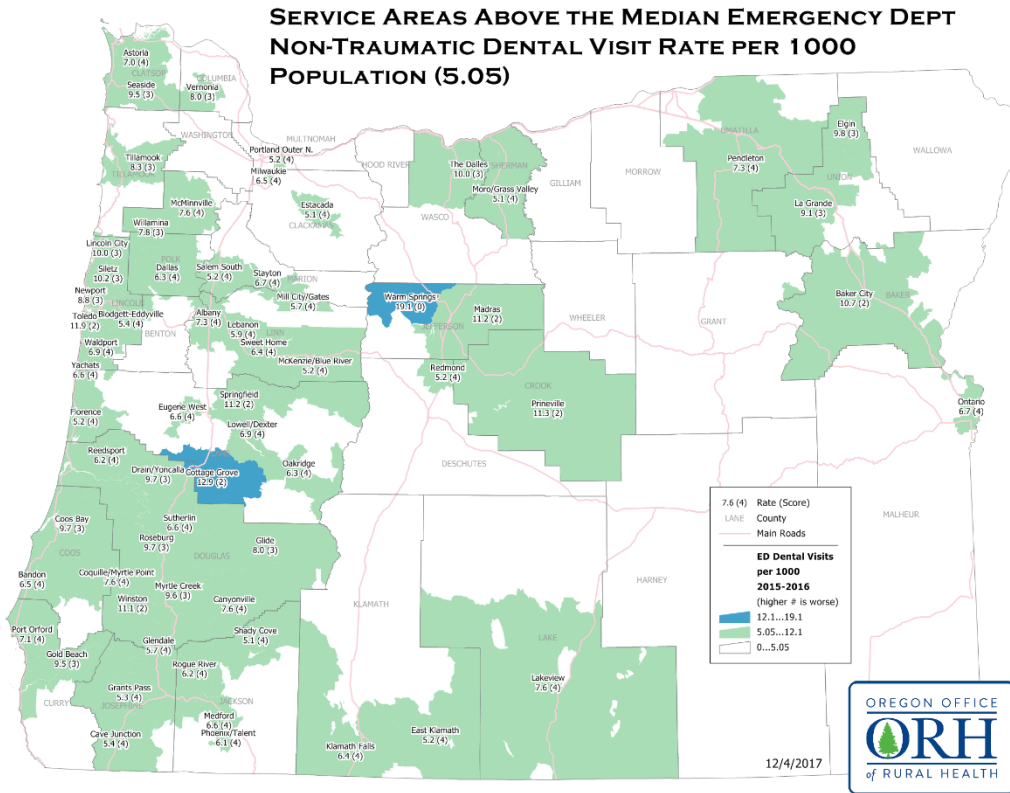 SERVICE AREAS ABOVE THE MEDIAN EMERGENCY DEPT
NON-TRAUMATIC DENTAL VISIT RATE PER 1000
POPULATION (5.05)
Astoria
7.0 (4)
CLATSOP
Seaside
9.5 (3)
COLUMBIA
Vernonia
8.0 (3)
WASHINGTON
MULTNOMAH
Portland Outer N.
5.2 (4)
Milwaukie
6.5 (4)
HOOD RIVER
The Dalles
10.0 (3)
SHERMAN
Moro/Grass Valley
5.1 (4)
WASCO
GILLIAM
MORROW
UMATILLA
Pendleton
7.3 (4)
Elgin
9.8 (3)
UNION
WALLOWA
La Grande
9.1 (3)
Tillamook
8.3 (3)
TILLAMOOK
McMinnville
7.6 (4)
Willamina
7.8 (3)
Estacada
5.1 (4)
CLACKAMAS
Lincoln City
10.0 (3)
POLK
Dallas
6.3 (4)
Salem South
5.2 (4)
Stayton
6.7 (4)
MARION
Siletz
10.2 (3)
Newport
8.8 (3)
LINCOLN
Toledo
11.9 (2)
Blodgett-Eddyville
5.4 (4)
BENTON
Albany
7.3 (4)
Mill City/Gates
5.7 (4)
Lebanon
5.9 (4)
LINN
Sweet Home
6.4 (4)
Waldport
6.9 (4)
Yachats
6.6 (4)
McKenzie/Blue River
5.2 (4)
Warm Springs
19.1 (0)
JEFFERSON
Madras
11.2 (2)
WHEELER
GRANT
Baker City
10.7 (2)
BAKER
Redmond
5.2 (4)
CROOK
Prineville
11.3 (2)
Springfield
11.2 (2)
Eugene West
6.6 (4)
Florence
5.2 (4)
Lowell/Dexter
6.9 (4)
Ontario
6.7 (4)
Reedsport
6.2 (4)
Drain/Yoncalla
9.7 (3)
Cottage Grove
12.9 (2)
Oakridge
6.3 (4)
DESCHUTES
Coos Bay
9.7 (3)
COOS
Sutherlin
6.6 (4)
Roseburg
9.7 (3)
DOUGLAS
Glide
8.0 (3)
Bandon
6.5 (4)
Coquille/Myrtle Point
7.6 (4)
Winston
11.1 (2)
Myrtle Creek
9.6 (3)
Canyonville
7.6 (4)
Port Orford
7.1 (4)
Gold Beach
9.5 (3)
Glendale
5.7 (4)
Shady Cove
5.1 (4)
Rogue River
6.2 (4)
CURRY
Grants Pass
5.3 (4)
JOSEPHINE
Cave Junction
5.4 (4)
JACKSON
Medford
6.6 (4)
Phoenix/Talent
6.1 (4)
KLAMATH
Klamath Falls
6.4 (4)
East Klamath
5.2 (4)
LAKE
Lakeview
7.6 (4)
HARNEY
MALHEUR
7.6 (4) Rate (Score)
LANE County
Main Roads
ED Dental Visits
per 1000
2015-2016
(higher # is worse)
12.1...19.1
5.05...12.1
0...5.05
12/4/2017
OREGON OFFICE
ORH
of RURAL HEALTH